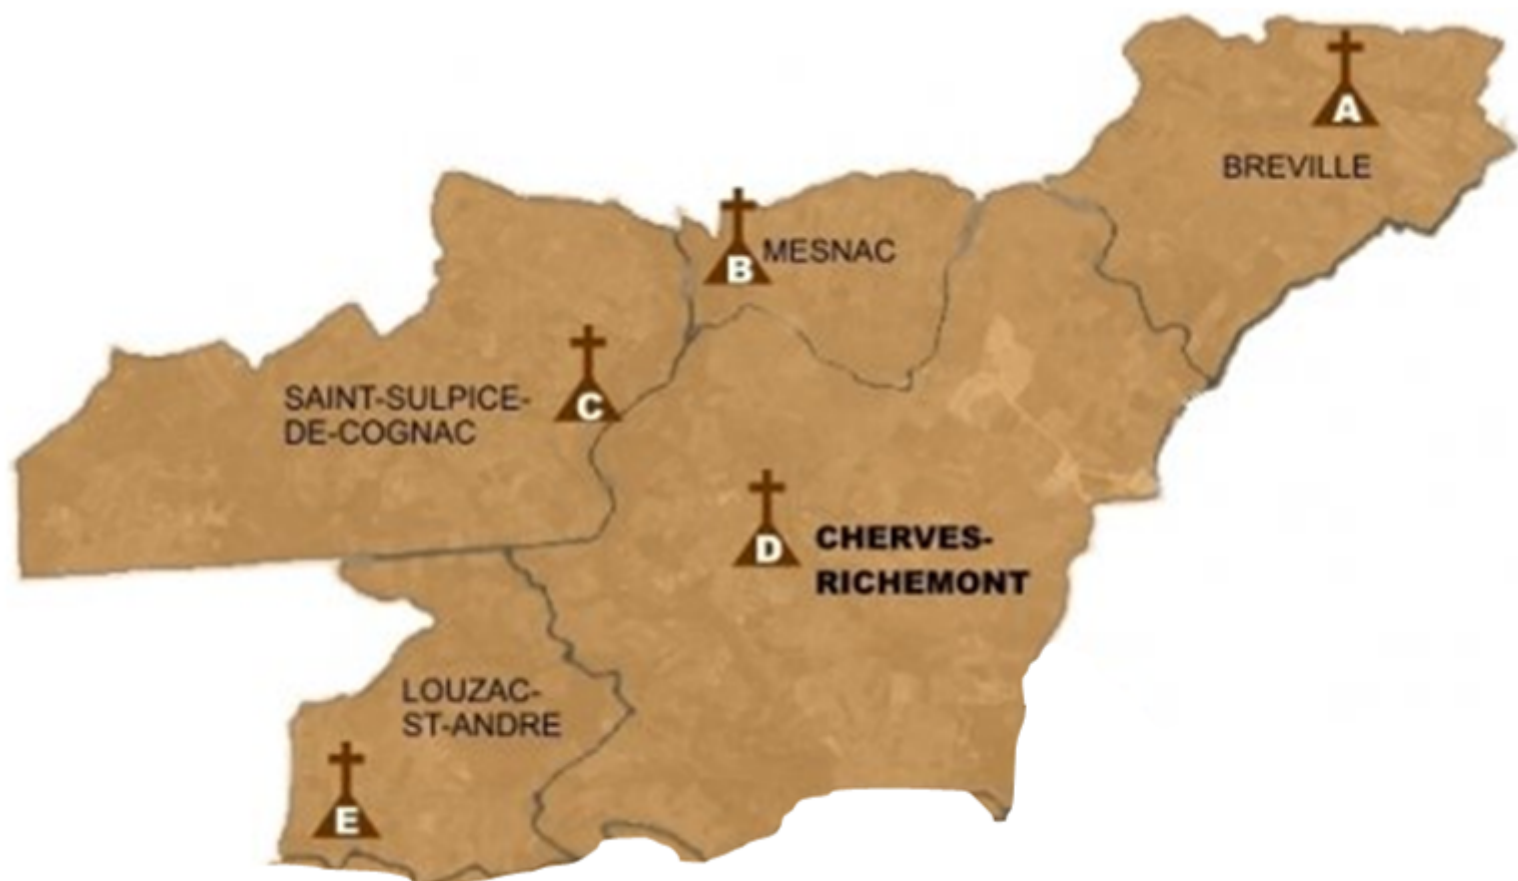 A
BREVILLE
B
MESNAC
C
SAINT-SULPICE-
DE-COGNAC
D
CHERVES-
RICHEMONT
LOUZAC-
ST-ANDRE
E